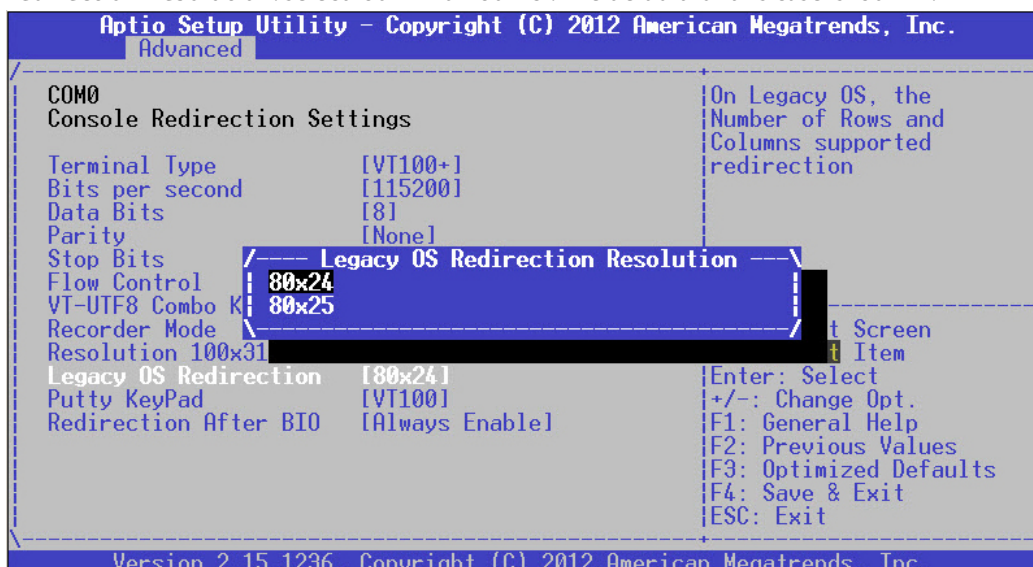 Aptio Setup Utility - Copyright (C) 2012 American Megatrends, Inc.
Advanced
COM0
Console Redirection Settings
Terminal Type [VT100+]
Bits per second [115200]
Data Bits [8]
Parity [None]
Stop Bits
Flow Control
VT-UTF8 Combo K
Recorder Mode
Resolution 100x31
Legacy OS Redirection [80x24]
Putty KeyPad [VT100]
Redirection After BIO [Always Enable]
Legacy OS Redirection Resolution
80x24
80x25
On Legacy OS, the
Number of Rows and
Columns supported
redirection
t Screen
t Item
Enter: Select
+/-: Change Opt.
F1: General Help
F2: Previous Values
F3: Optimized Defaults
F4: Save & Exit
ESC: Exit
Version 2.15.1236. Copyright (C) 2012 American Megatrends, Inc.